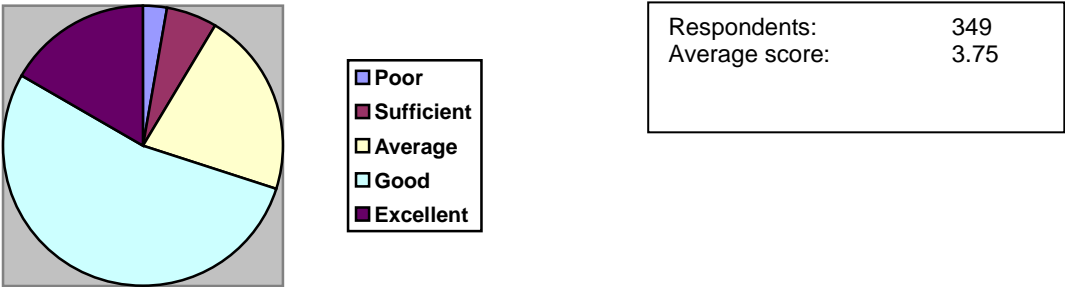 Poor
Sufficient
Average
Good
Excellent
Respondents: 349
Average score: 3.75